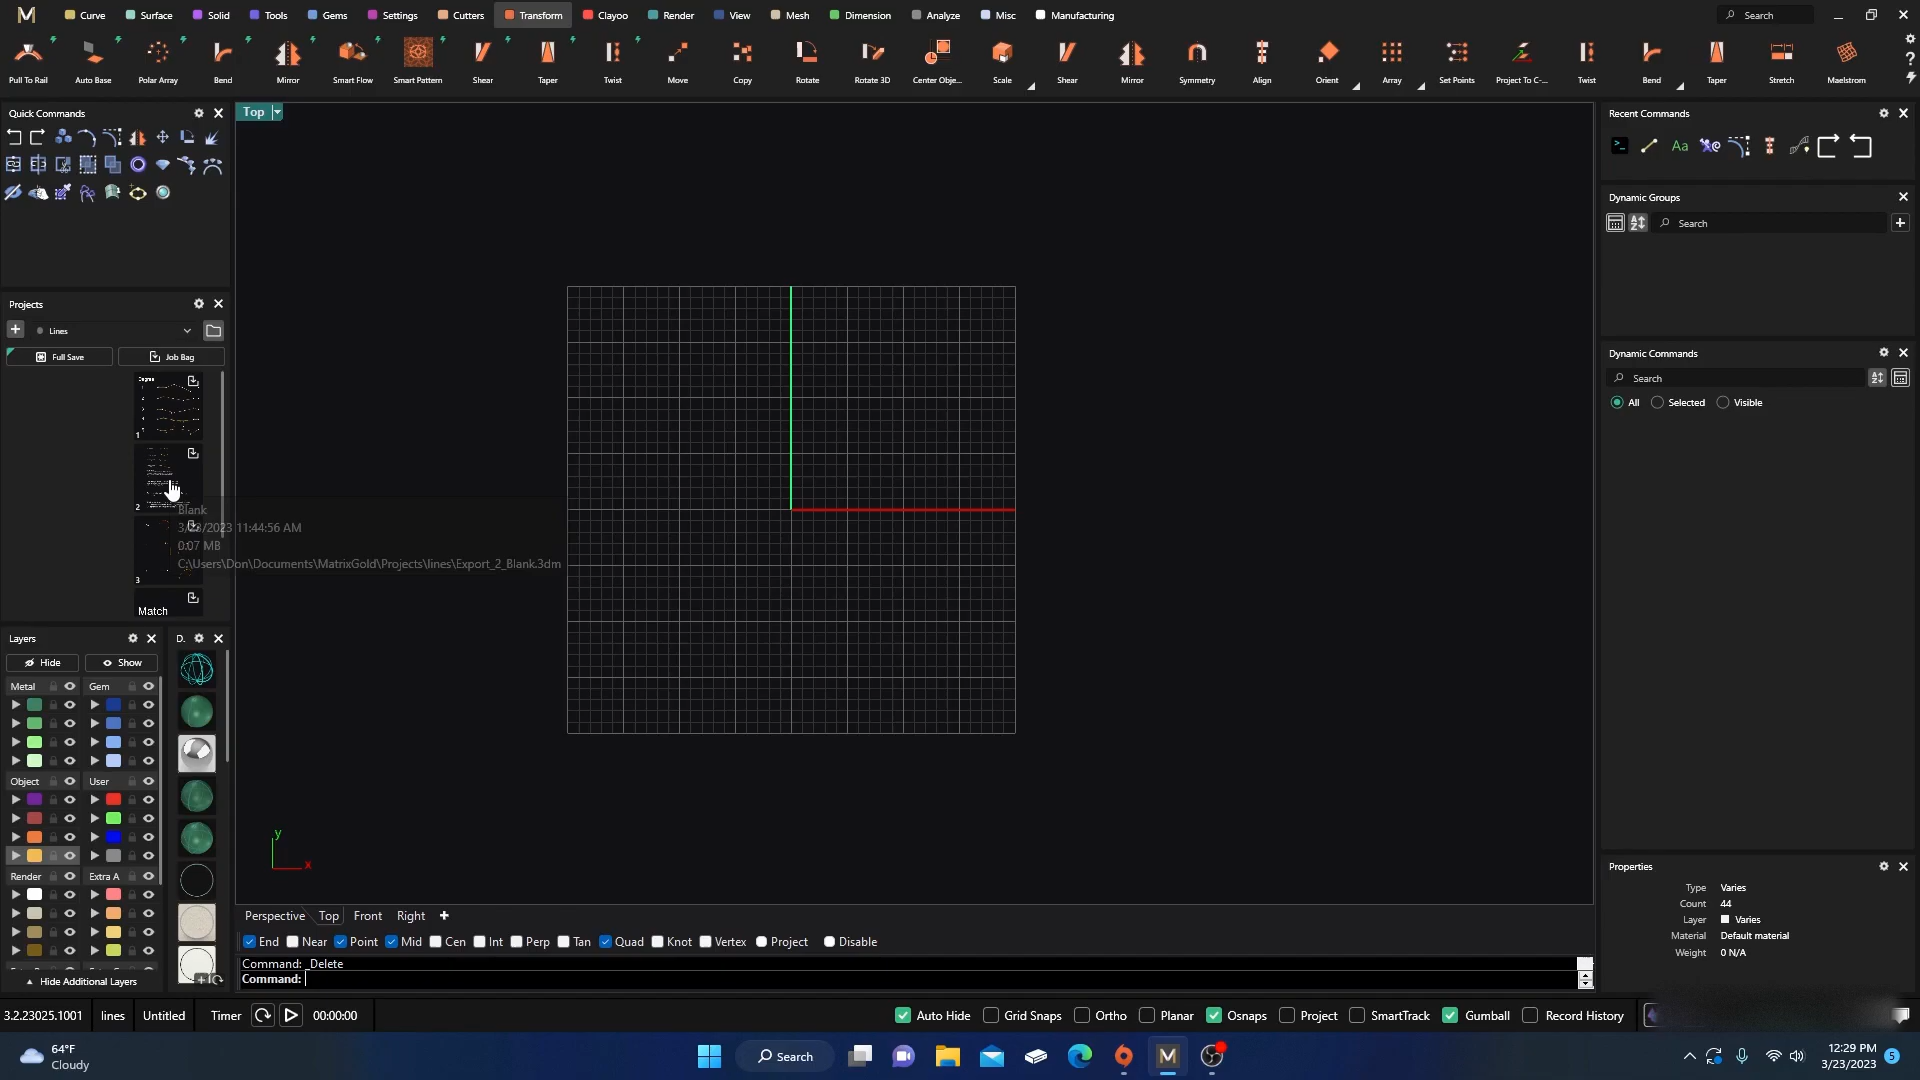 Curve Surface Solid Tools Gems Settings Cutters Transform Clayoo Render View Mesh Dimension Analyze Misc Manufacturing Search
Pull To Rail Auto Base Polar Array Bend Mirror Smart Flow Smart Pattern Shear Taper Twist Move Copy Rotate Rotate 3D Center Obje... Scale Shear Mirror Symmetry Align Orient Array Set Points Project To C-... Twist Bend Taper Stretch Maelstrom
Quick Commands
Top
Recent Commands
Aa
Dynamic Groups
Search
Projects
Lines
Full Save Job Bag
Dynamic Commands
Search
All Selected Visible
Degree
1
2
Blank
3/23/2023 11:44:56 AM
0.07 MB
C:\Users\Don\Documents\MatrixGold\Projects\lines\Export_2_Blank.3dm
3
Match
Layers
D.
Hide Show
Metal Gem
Object User
Render Extra A
Hide Additional Layers
y
x
Perspective Top Front Right
End Near Point Mid Cen Int Perp Tan Quad Knot Vertex Project Disable
Command: _Delete
Command:
Properties
Type Varies
Count 44
Layer Varies
Material Default material
Weight 0 N/A
3.2.23025.1001 lines Untitled Timer 00:00:00 Auto Hide Grid Snaps Ortho Planar Osnaps Project SmartTrack Gumball Record History
64°F
Cloudy
Search
12:29 PM
3/23/2023
5